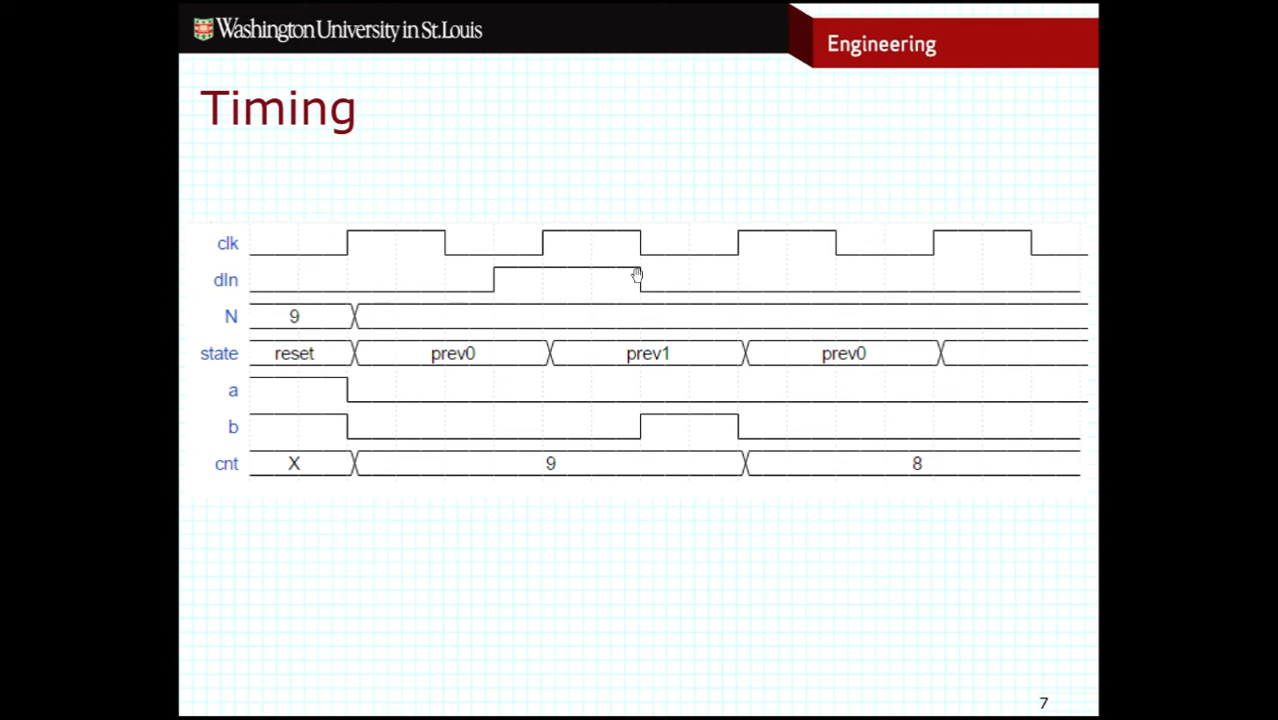 Washington University in St.Louis
Engineering
Timing
clk
dIn
N 9
state reset prev0 prev1 prev0
a
b
cnt X 9 8
7